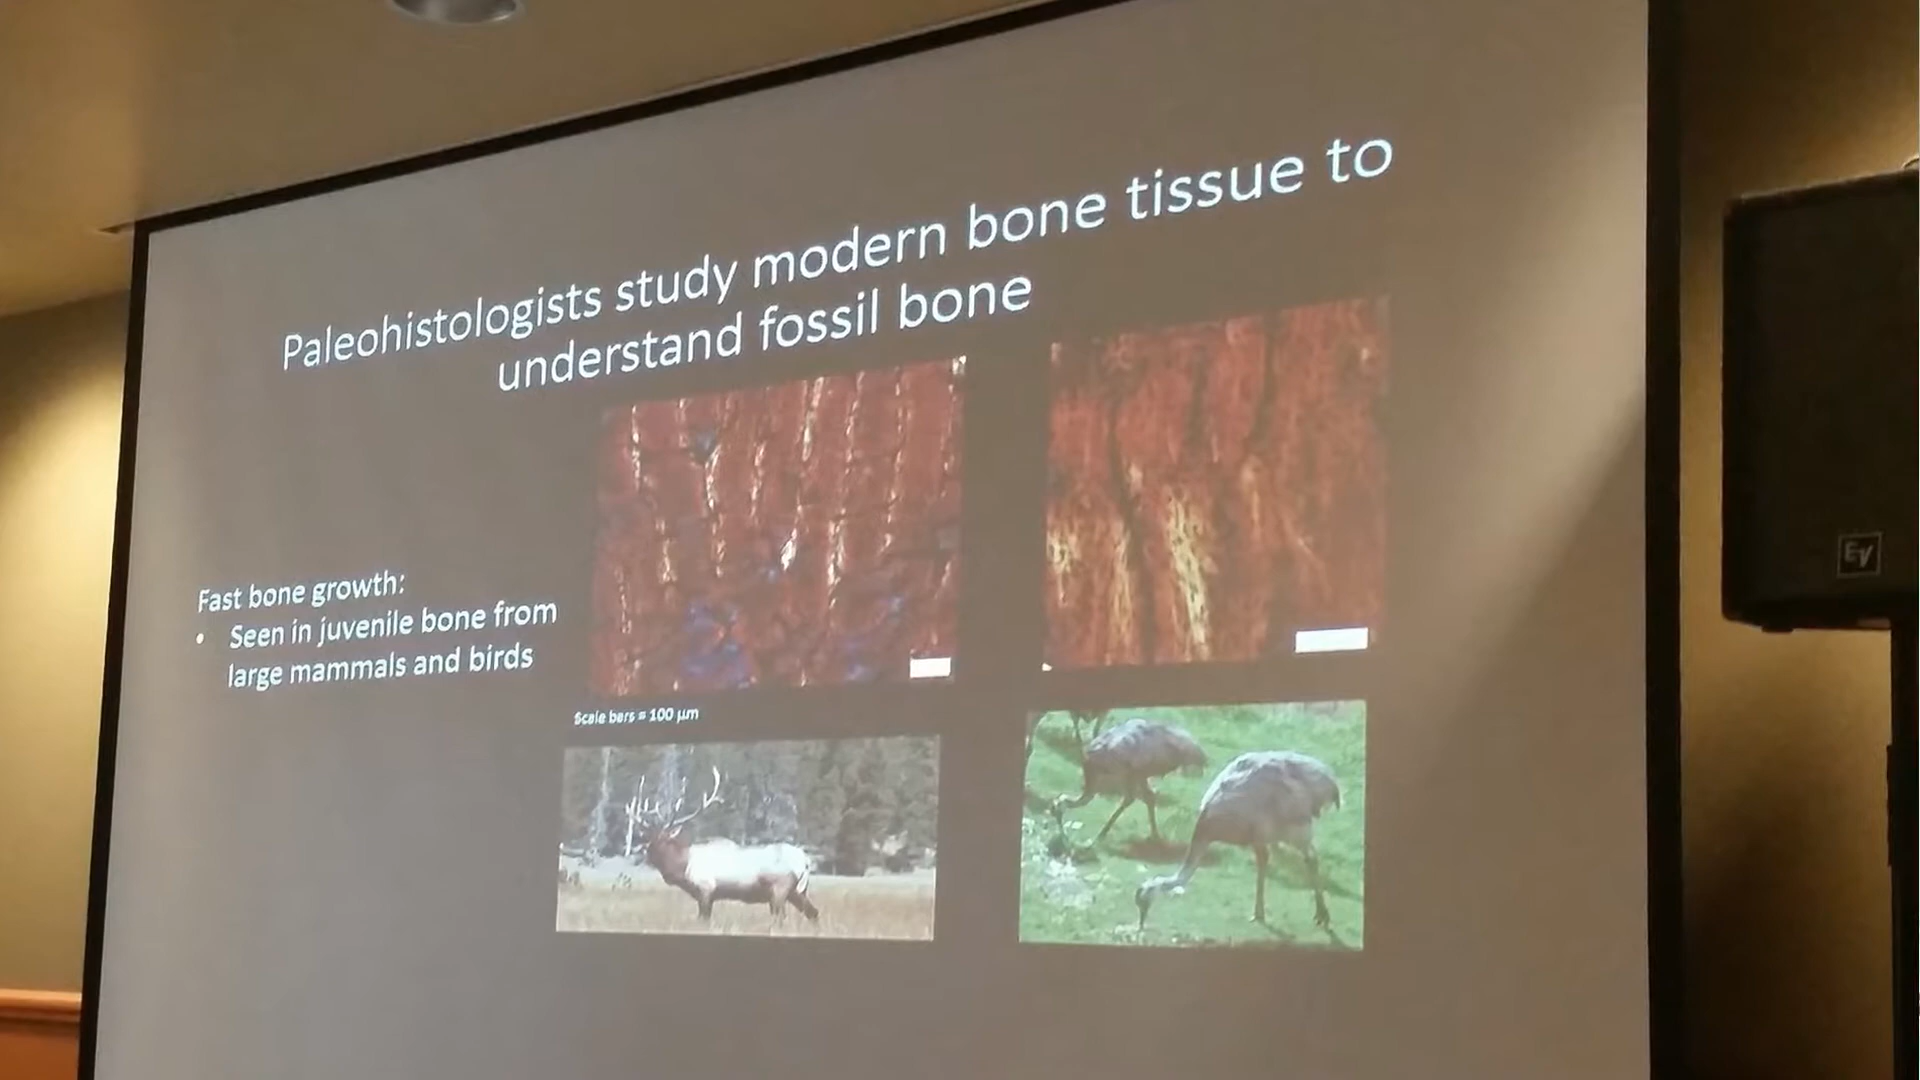 Paleohistologists study modern bone tissue to
understand fossil bone
Fast bone growth:
• Seen in juvenile bone from
large mammals and birds
Scale bars = 100 µm
EV